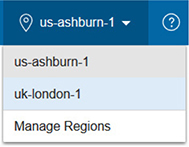 us-ashburn-1
?
us-ashburn-1
uk-london-1
Manage Regions